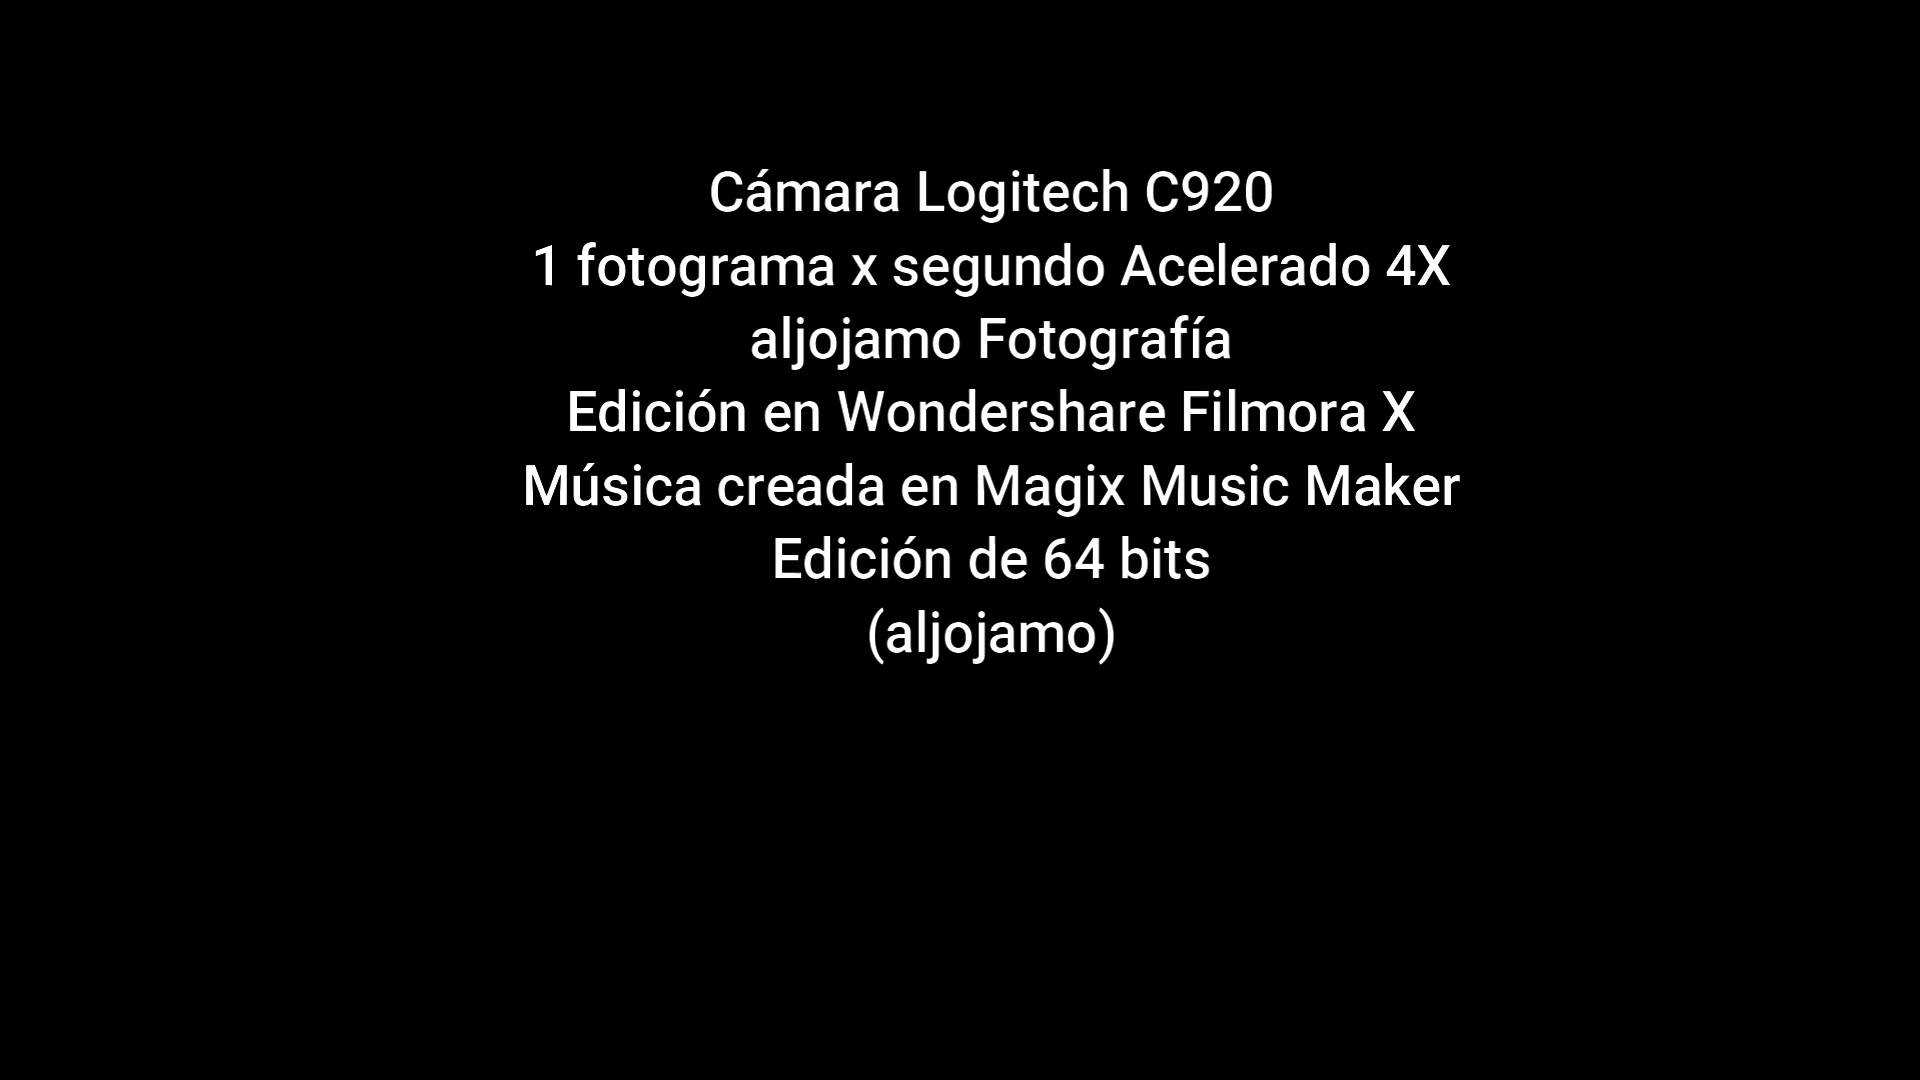 Cámara Logitech C920
1 fotograma x segundo Acelerado 4X
aljojamo Fotografía
Edición en Wondershare Filmora X
Música creada en Magix Music Maker
Edición de 64 bits
(aljojamo)